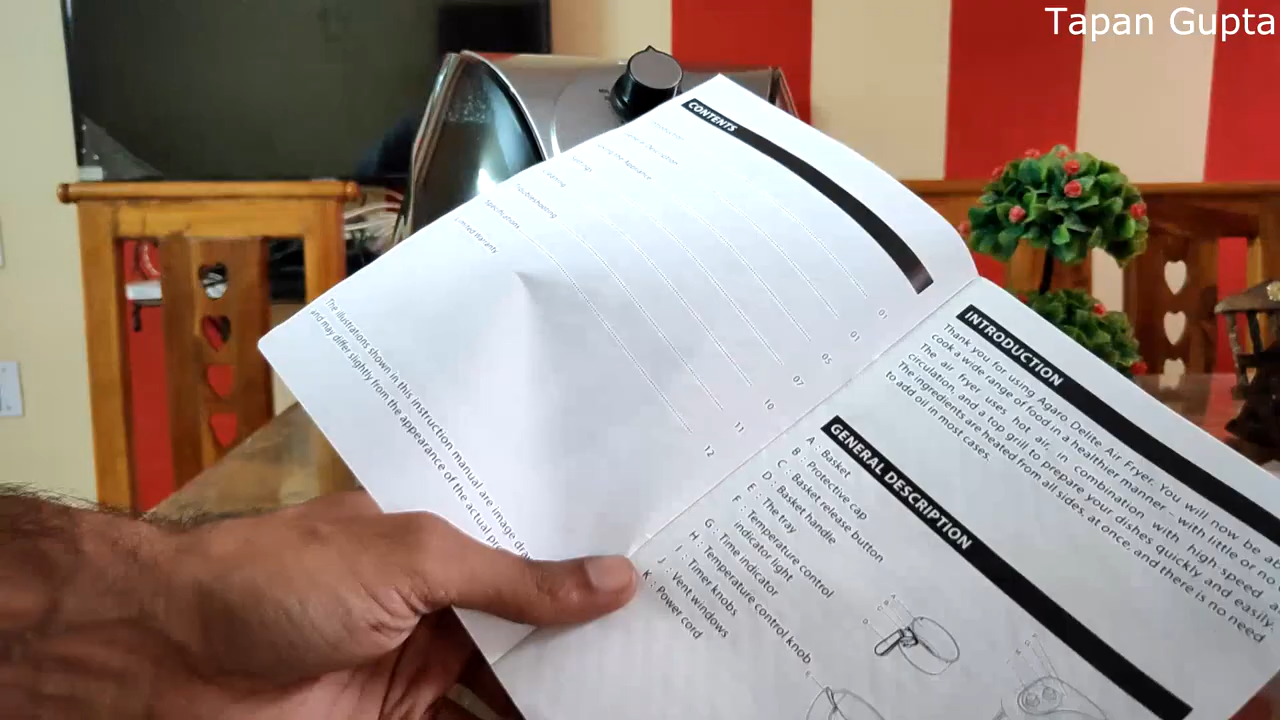 Tapan Gupta
CONTENTS
Troubleshooting
Specifications
Limited Warranty
01
01
05
07
10
11
12
The illustrations shown in this instruction manual are image
and may differ slightly from the appearance of the actual
INTRODUCTION
Thank you for using Agaro Delite Air Fryer. You will now be
cook a wide range of food in a healthier manner – with little or no
The air fryer uses hot air, in combination with high-speed
circulation, and a top grill to prepare your dishes quickly and easily.
The ingredients are heated from all sides, at once, and there is no need
to add oil in most cases.
GENERAL DESCRIPTION
A : Basket
B : Protective cap
C : Basket release button
D : Basket handle
E : The tray
F : Temperature control
indicator light
G : Time indicator
H : Temperature control knob
I : Timer knobs
J : Vent windows
K : Power cord